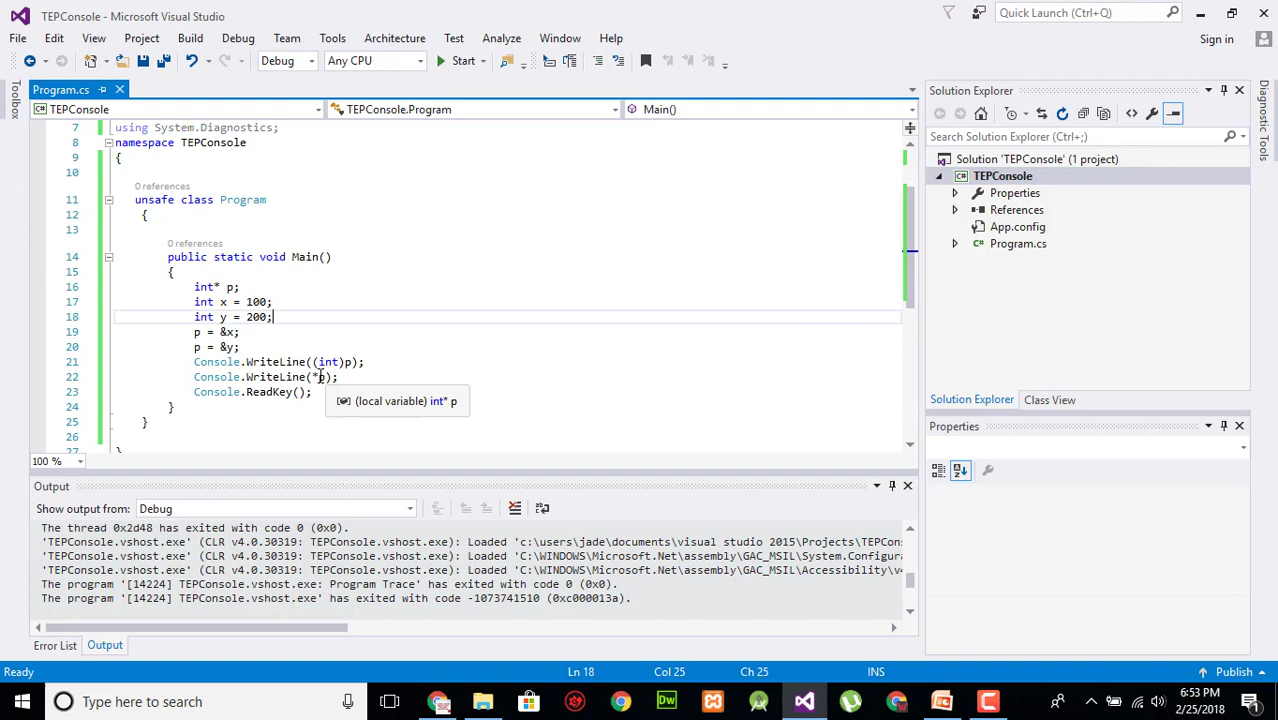 TEPConsole - Microsoft Visual Studio
Quick Launch (Ctrl+Q)
File Edit View Project Build Debug Team Tools Architecture Test Analyze Window Help
Sign in
Debug Any CPU Start
Toolbox
Program.cs
TEPConsole TEPConsole.Program Main()
7 using System.Diagnostics;
8 namespace TEPConsole
9 {
10
0 references
11 unsafe class Program
12 {
13
0 references
14 public static void Main()
15 {
16 int* p;
17 int x = 100;
18 int y = 200;
19 p = &x;
20 p = &y;
21 Console.WriteLine((int)p);
22 Console.WriteLine(*p);
23 Console.ReadKey();
(local variable) int* p
24 }
25 }
26
27 }
100 %
Output
Show output from: Debug
The thread 0x2d48 has exited with code 0 (0x0).
'TEPConsole.vshost.exe' (CLR v4.0.30319: TEPConsole.vshost.exe): Loaded 'c:\users\jade\documents\visual studio 2015\Projects\TEPCons
'TEPConsole.vshost.exe' (CLR v4.0.30319: TEPConsole.vshost.exe): Loaded 'C:\WINDOWS\Microsoft.Net\assembly\GAC_MSIL\System.Configura
'TEPConsole.vshost.exe' (CLR v4.0.30319: TEPConsole.vshost.exe): Loaded 'C:\WINDOWS\Microsoft.Net\assembly\GAC_MSIL\Accessibility\v4
The program '[14224] TEPConsole.vshost.exe: Program Trace' has exited with code 0 (0x0).
The program '[14224] TEPConsole.vshost.exe' has exited with code -1073741510 (0xc000013a).
Error List Output
Solution Explorer
Search Solution Explorer (Ctrl+;)
Solution 'TEPConsole' (1 project)
C# TEPConsole
Properties
References
App.config
C# Program.cs
Solution Explorer Class View
Properties
Diagnostic Tools
Ready Ln 18 Col 25 Ch 25 INS Publish
Type here to search
Dw
6:53 PM
2/25/2018
1